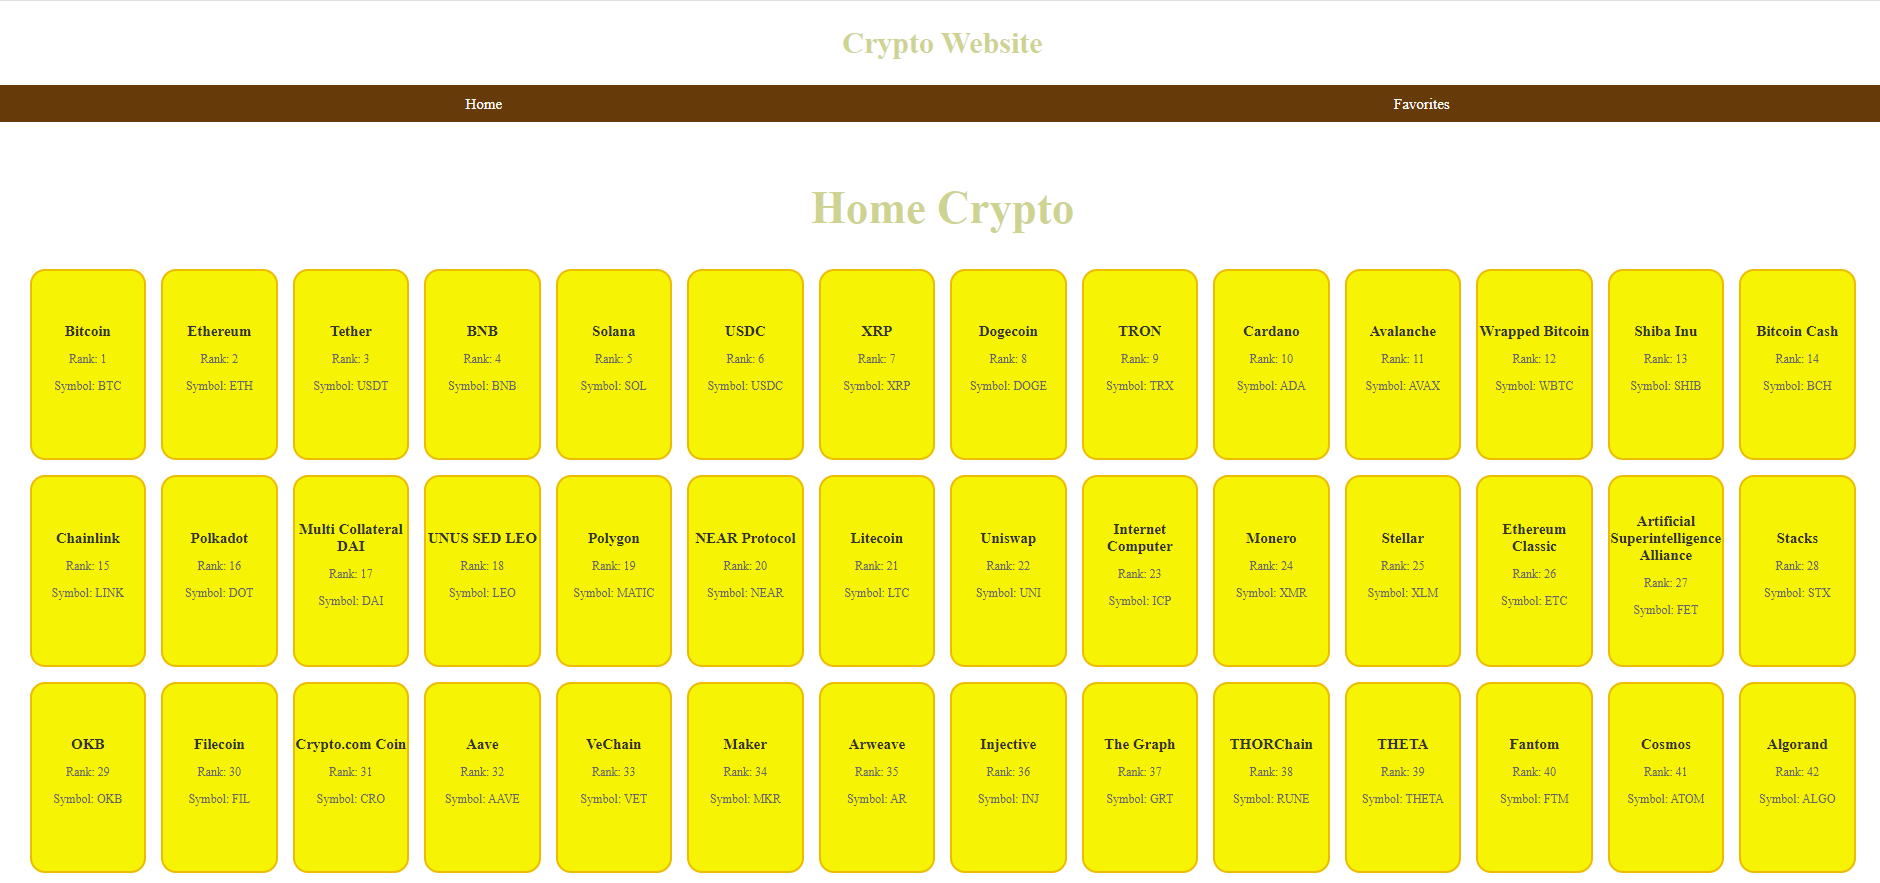 Crypto Website
Home
Favorites
Home Crypto
Bitcoin
Rank: 1
Symbol: BTC
Ethereum
Rank: 2
Symbol: ETH
Tether
Rank: 3
Symbol: USDT
BNB
Rank: 4
Symbol: BNB
Solana
Rank: 5
Symbol: SOL
USDC
Rank: 6
Symbol: USDC
XRP
Rank: 7
Symbol: XRP
Dogecoin
Rank: 8
Symbol: DOGE
TRON
Rank: 9
Symbol: TRX
Cardano
Rank: 10
Symbol: ADA
Avalanche
Rank: 11
Symbol: AVAX
Wrapped Bitcoin
Rank: 12
Symbol: WBTC
Shiba Inu
Rank: 13
Symbol: SHIB
Bitcoin Cash
Rank: 14
Symbol: BCH
Chainlink
Rank: 15
Symbol: LINK
Polkadot
Rank: 16
Symbol: DOT
Multi Collateral
DAI
Rank: 17
Symbol: DAI
UNUS SED LEO
Rank: 18
Symbol: LEO
Polygon
Rank: 19
Symbol: MATIC
NEAR Protocol
Rank: 20
Symbol: NEAR
Litecoin
Rank: 21
Symbol: LTC
Uniswap
Rank: 22
Symbol: UNI
Internet
Computer
Rank: 23
Symbol: ICP
Monero
Rank: 24
Symbol: XMR
Stellar
Rank: 25
Symbol: XLM
Ethereum
Classic
Rank: 26
Symbol: ETC
Artificial
Superintelligence
Alliance
Rank: 27
Symbol: FET
Stacks
Rank: 28
Symbol: STX
OKB
Rank: 29
Symbol: OKB
Filecoin
Rank: 30
Symbol: FIL
Crypto.com Coin
Rank: 31
Symbol: CRO
Aave
Rank: 32
Symbol: AAVE
VeChain
Rank: 33
Symbol: VET
Maker
Rank: 34
Symbol: MKR
Arweave
Rank: 35
Symbol: AR
Injective
Rank: 36
Symbol: INJ
The Graph
Rank: 37
Symbol: GRT
THORChain
Rank: 38
Symbol: RUNE
THETA
Rank: 39
Symbol: THETA
Fantom
Rank: 40
Symbol: FTM
Cosmos
Rank: 41
Symbol: ATOM
Algorand
Rank: 42
Symbol: ALGO